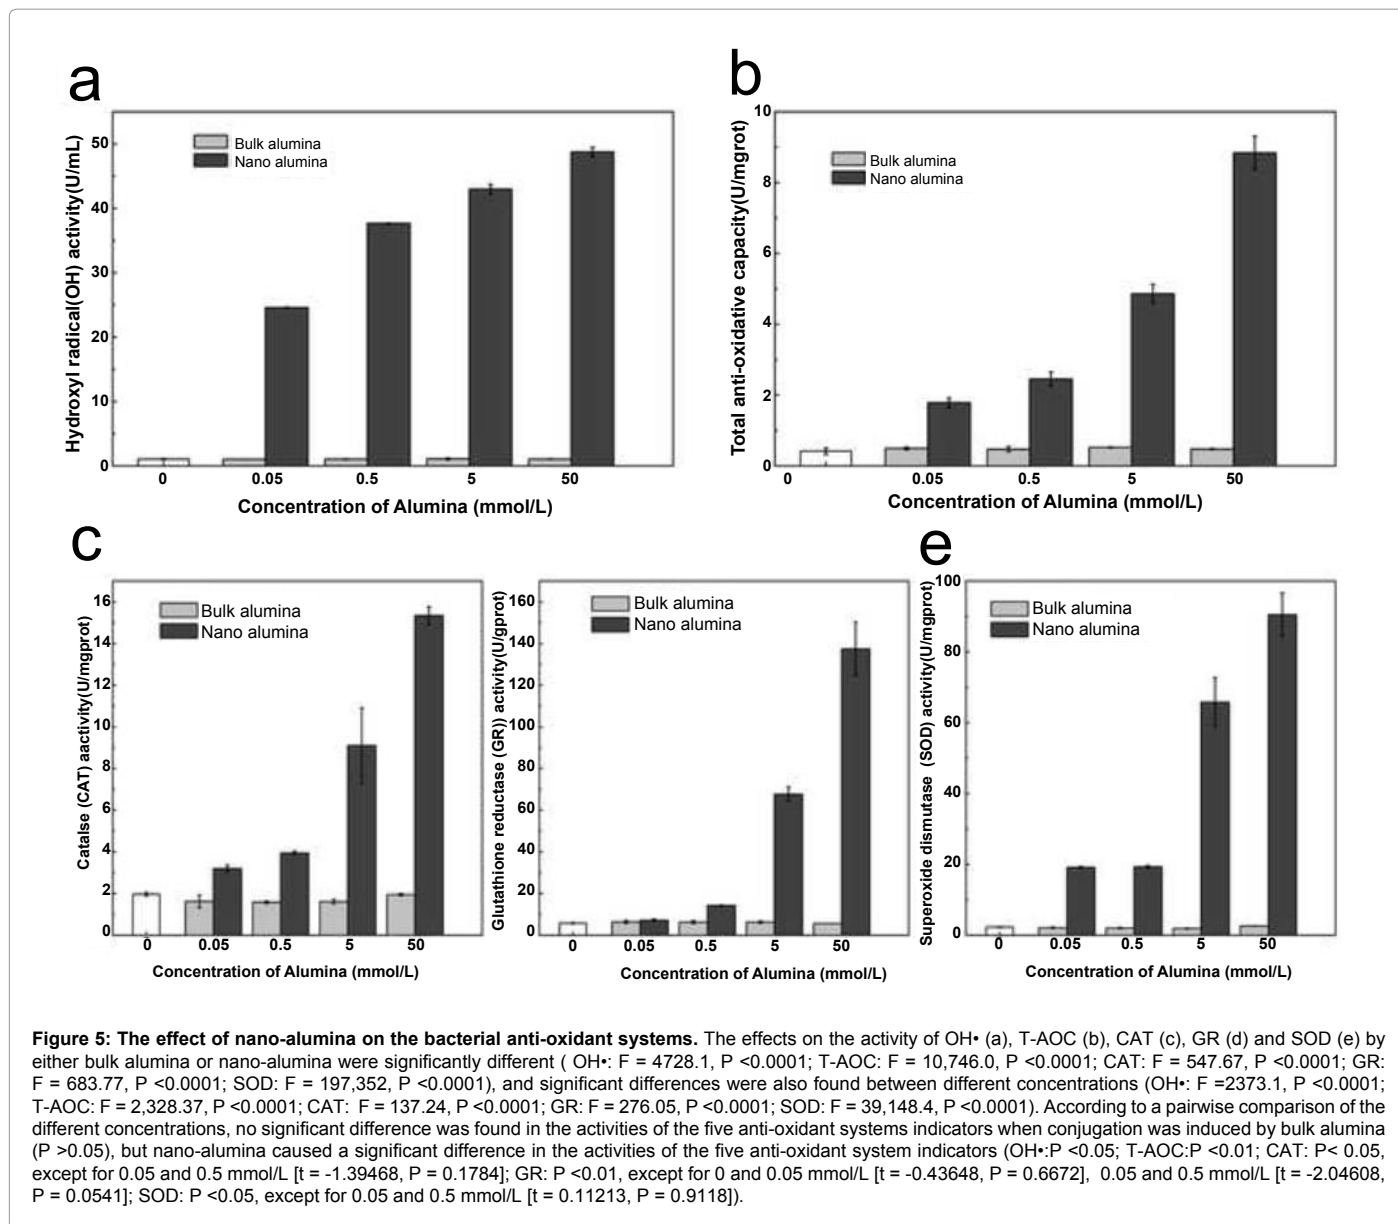 a
Hydroxyl radical(OH) activity(U/mL)
50
40
30
20
10
0
Bulk alumina
Nano alumina
0 0.05 0.5 5 50
Concentration of Alumina (mmol/L)
b
Total anti-oxidative capacity(U/mgrot)
10
8
6
4
2
0
Bulk alumina
Nano alumina
0 0.05 0.5 5 50
Concentration of Alumina (mmol/L)
c
Catalse (CAT) aactivity(U/mgprot)
16
14
12
10
8
6
4
2
0
Bulk alumina
Nano alumina
0 0.05 0.5 5 50
Concentration of Alumina (mmol/L)
Glutathione reductase (GR)) activity(U/gprot)
160
140
120
100
80
60
40
20
0
Bulk alumina
Nano alumina
0 0.05 0.5 5 50
Concentration of Alumina (mmol/L)
e
Superoxide dismutase (SOD) activity(U/mgprot)
100
80
60
40
20
0
Bulk alumina
Nano alumina
0 0.05 0.5 5 50
Concentration of Alumina (mmol/L)
Figure 5: The effect of nano-alumina on the bacterial anti-oxidant systems. The effects on the activity of OH• (a), T-AOC (b), CAT (c), GR (d) and SOD (e) by
either bulk alumina or nano-alumina were significantly different ( OH•: F = 4728.1, P <0.0001; T-AOC: F = 10,746.0, P <0.0001; CAT: F = 547.67, P <0.0001; GR:
F = 683.77, P <0.0001; SOD: F = 197,352, P <0.0001), and significant differences were also found between different concentrations (OH•: F =2373.1, P <0.0001;
T-AOC: F = 2,328.37, P <0.0001; CAT: F = 137.24, P <0.0001; GR: F = 276.05, P <0.0001; SOD: F = 39,148.4, P <0.0001). According to a pairwise comparison of the
different concentrations, no significant difference was found in the activities of the five anti-oxidant systems indicators when conjugation was induced by bulk alumina
(P >0.05), but nano-alumina caused a significant difference in the activities of the five anti-oxidant system indicators (OH•:P <0.05; T-AOC:P <0.01; CAT: P< 0.05,
except for 0.05 and 0.5 mmol/L [t = -1.39468, P = 0.1784]; GR: P <0.01, except for 0 and 0.05 mmol/L [t = -0.43648, P = 0.6672], 0.05 and 0.5 mmol/L [t = -2.04608,
P = 0.0541]; SOD: P <0.05, except for 0.05 and 0.5 mmol/L [t = 0.11213, P = 0.9118]).